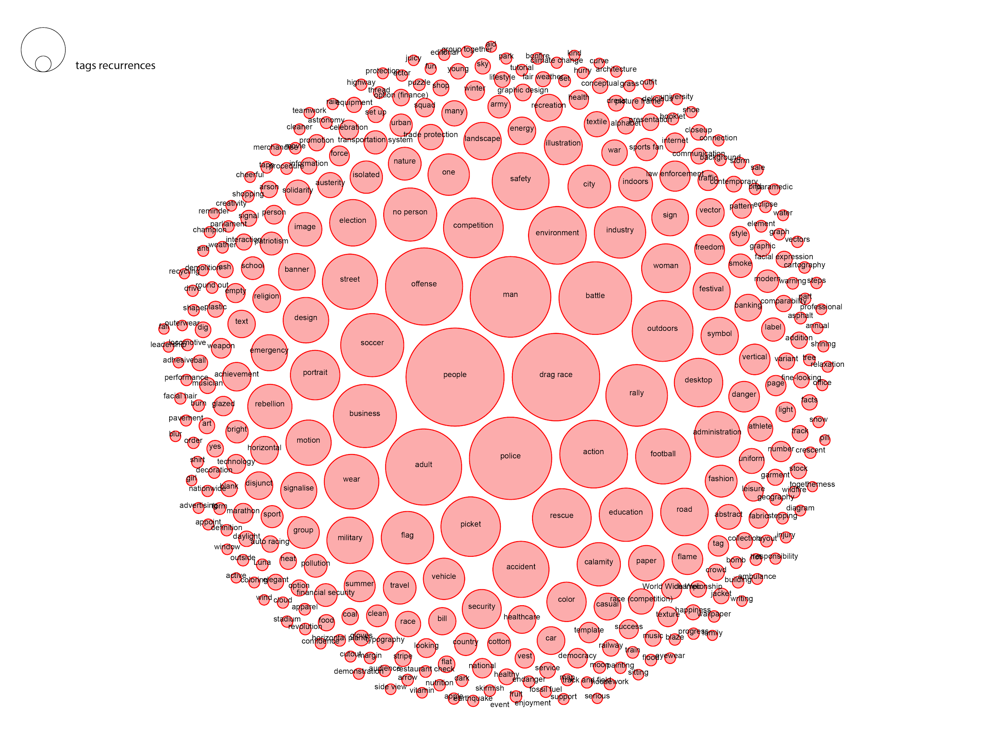 tags recurrences
aid
group together
editorial
juicy
park
bonfire
kind
climate change
curve
fun
young
sky
tutorial
hurry
architecture
protection
actor
lifestyle
fair weather
set
highway
puzzle
shop
winter
graphic design
conceptual
grass
outfit
thread
option (finance)
health
university
delicious
dress
picture frame
rain
equipment
squad
many
army
recreation
teamwork
set up
shoe
astronomy
urban
textile
alphabet
presentation
booklet
cleaner
celebration
trade protection
energy
closeup
promotion
transportation system
landscape
illustration
internet
connection
merchandise
movie
force
war
sports fan
communication
background
tape
procedure
information
nature
storm
cheerful
isolated
one
safety
law enforcement
sale
arson
solidarity
austerity
city
indoors
traffic
contemporary
bird
paramedic
shopping
creativity
reminder
signal
person
no person
election
competition
sign
vector
pattern
eclipse
water
parliament
champion
image
environment
industry
element
graph
style
vectors
anti
weather
interaction
patriotism
freedom
graphic
facial expression
recycling
demolition
ash
school
banner
woman
smoke
cartography
drive
round out
empty
religion
street
offense
man
battle
festival
modern
warning
steps
shape
plastic
banking
comparability
part
professional
fall
outerwear
dig
text
design
outdoors
symbol
label
asphalt
annual
leadership
locomotive
weapon
emergency
soccer
addition
shining
adhesive
ball
vertical
variant
tree
relaxation
performance
musician
achievement
portrait
people
drag race
desktop
page
fine-looking
office
facial hair
burn
glazed
rebellion
business
rally
danger
light
facts
pavement
art
bright
administration
athlete
track
snow
blur
order
yes
horizontal
motion
action
football
number
crescent
pill
shirt
technology
adult
police
uniform
stock
girl
decoration
disjunct
signalise
wear
fashion
garment
togetherness
nationwide
blank
leisure
geography
wildfire
advertising
form
marathon
sport
rescue
education
road
abstract
fabric
stepping
diagram
appoint
definition
daylight
auto racing
group
military
flag
picket
tag
collection
layout
injury
window
outside
Luna
heat
pollution
accident
calamity
paper
flame
bomb
hot
responsibility
active
coloring
elegant
option
financial security
summer
travel
vehicle
crowd
building
ambulance
World Wide Web
championship
jacket
wind
cloud
apparel
security
color
casual
race (competition)
writing
stadium
revolution
food
coal
clean
race
bill
healthcare
texture
happiness
wallpaper
confidence
horizontal plane
gloves
typography
looking
country
cotton
car
template
success
music
blaze
progress
family
cutout
margin
stripe
flat
vest
democracy
railway
train
flood
eyewear
demonstration
audience
restaurant check
national
service
moon
painting
sitting
side view
arrow
vitamin
nutrition
dark
healthy
endanger
map
track and field
housework
apple
earthquake
skirmish
event
fruit
enjoyment
fossil fuel
support
serious